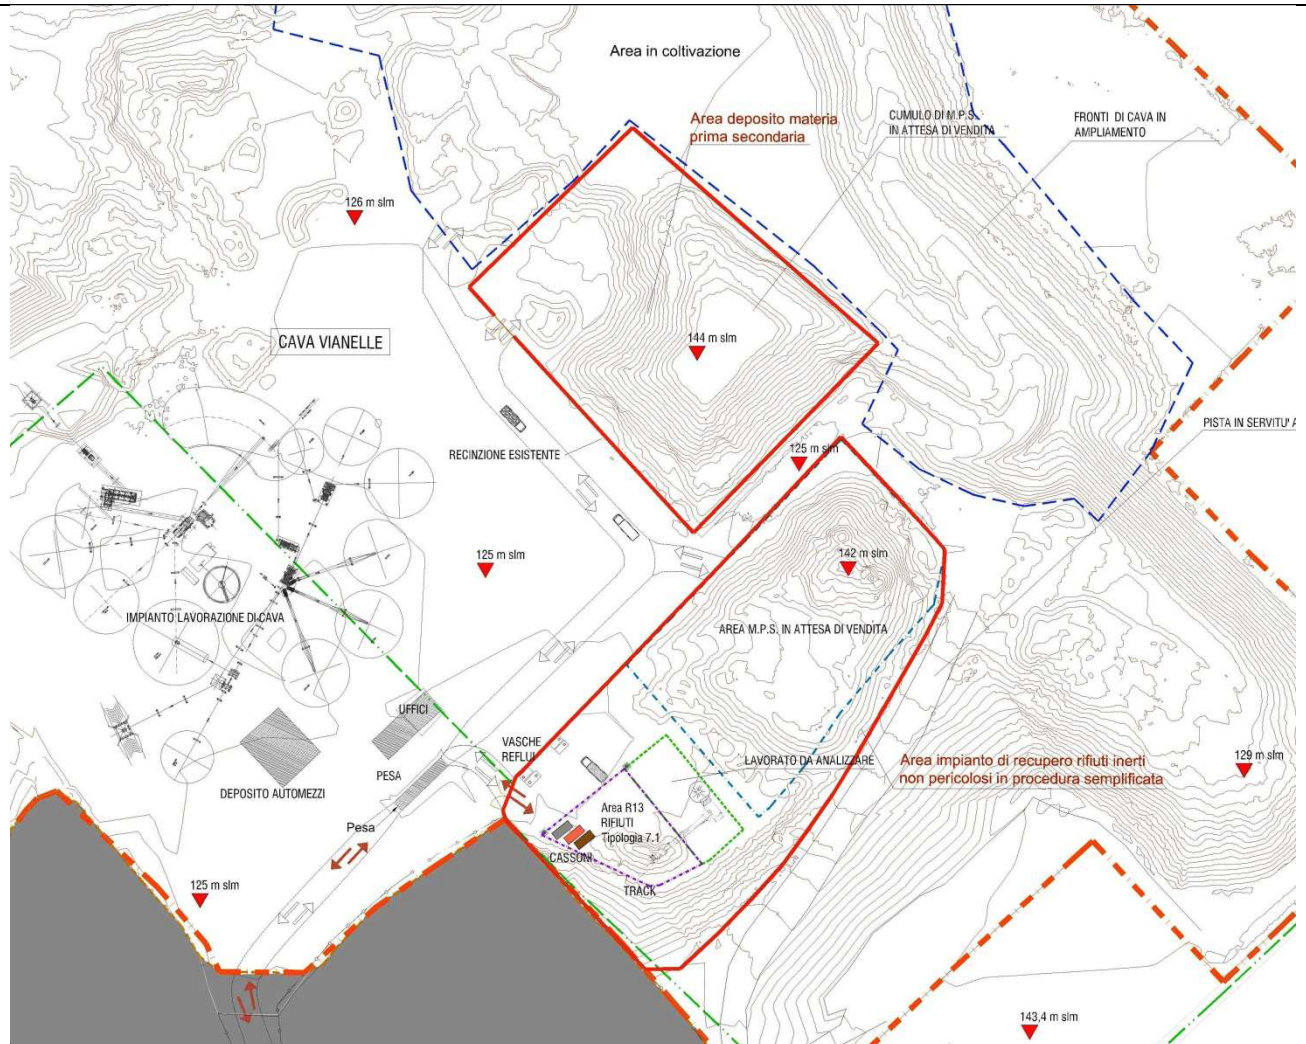 Area in coltivazione
Area deposito materia
prima secondaria
CUMULO DI M.P.S.
IN ATTESA DI VENDITA
FRONTI DI CAVA IN
AMPLIAMENTO
126 m slm
CAVA VIANELLE
144 m slm
PISTA IN SERVITU' A
RECINZIONE ESISTENTE
125 m slm
125 m slm
142 m slm
IMPIANTO LAVORAZIONE DI CAVA
AREA M.P.S. IN ATTESA DI VENDITA
UFFICI
VASCHE
REFLUI
LAVORATO DA ANALIZZARE
Area impianto di recupero rifiuti inerti
non pericolosi in procedura semplificata
129 m slm
PESA
DEPOSITO AUTOMEZZI
Area R13
RIFIUTI
Tipologia 7.1
Pesa
CASSONI
TRACK
125 m slm
143,4 m slm